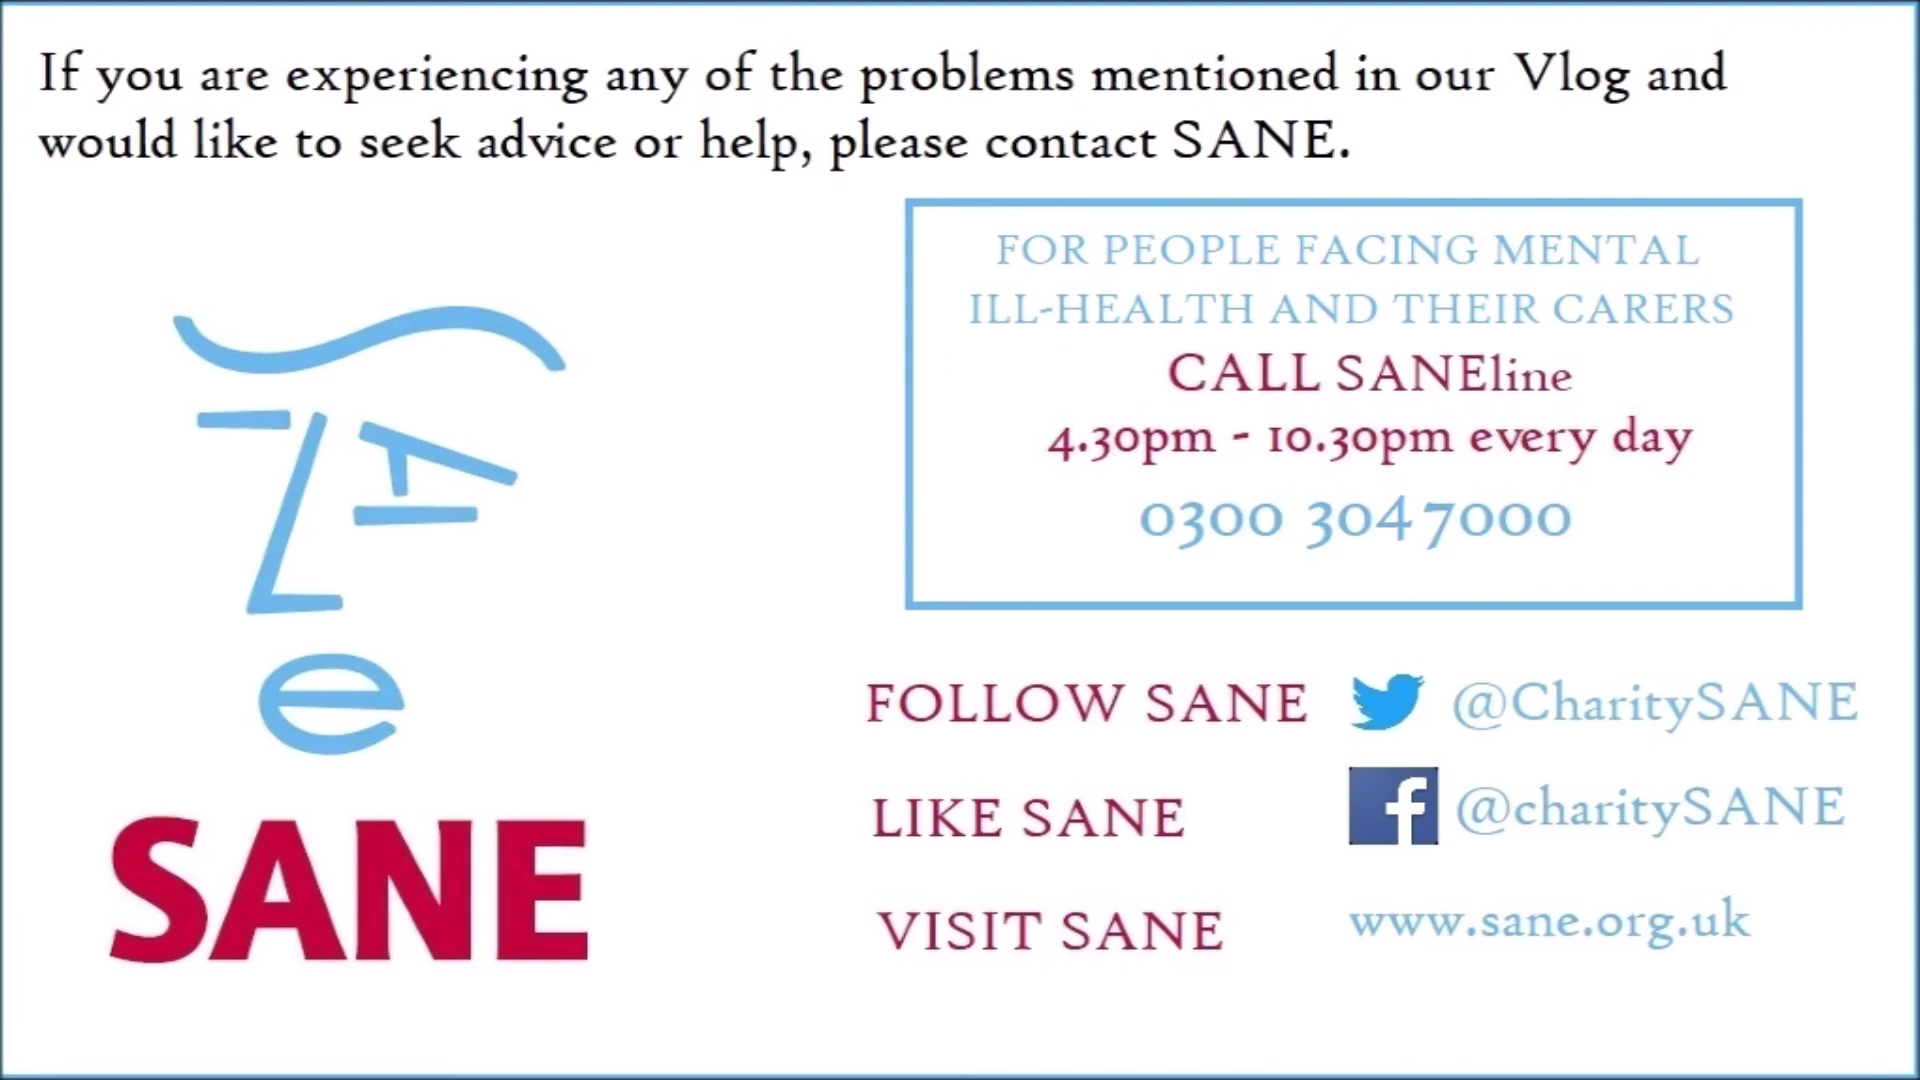 If you are experiencing any of the problems mentioned in our Vlog and
would like to seek advice or help, please contact SANE.
FOR PEOPLE FACING MENTAL
ILL-HEALTH AND THEIR CARERS
CALL SANEline
4.30pm - 10.30pm every day
0300 304 7000
SANE
FOLLOW SANE @CharitySANE
LIKE SANE @charitySANE
VISIT SANE www.sane.org.uk